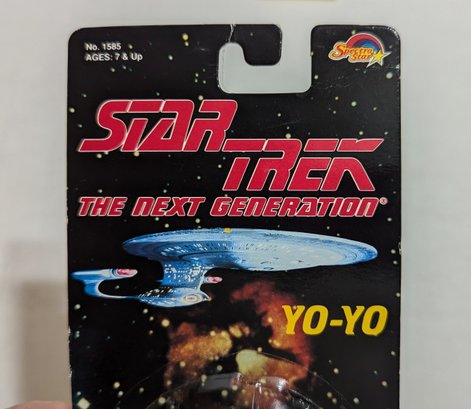 No. 1585
AGES: 7 & Up
Spectra
Star
STAR
TREK
THE NEXT GENERATION®
YO-YO